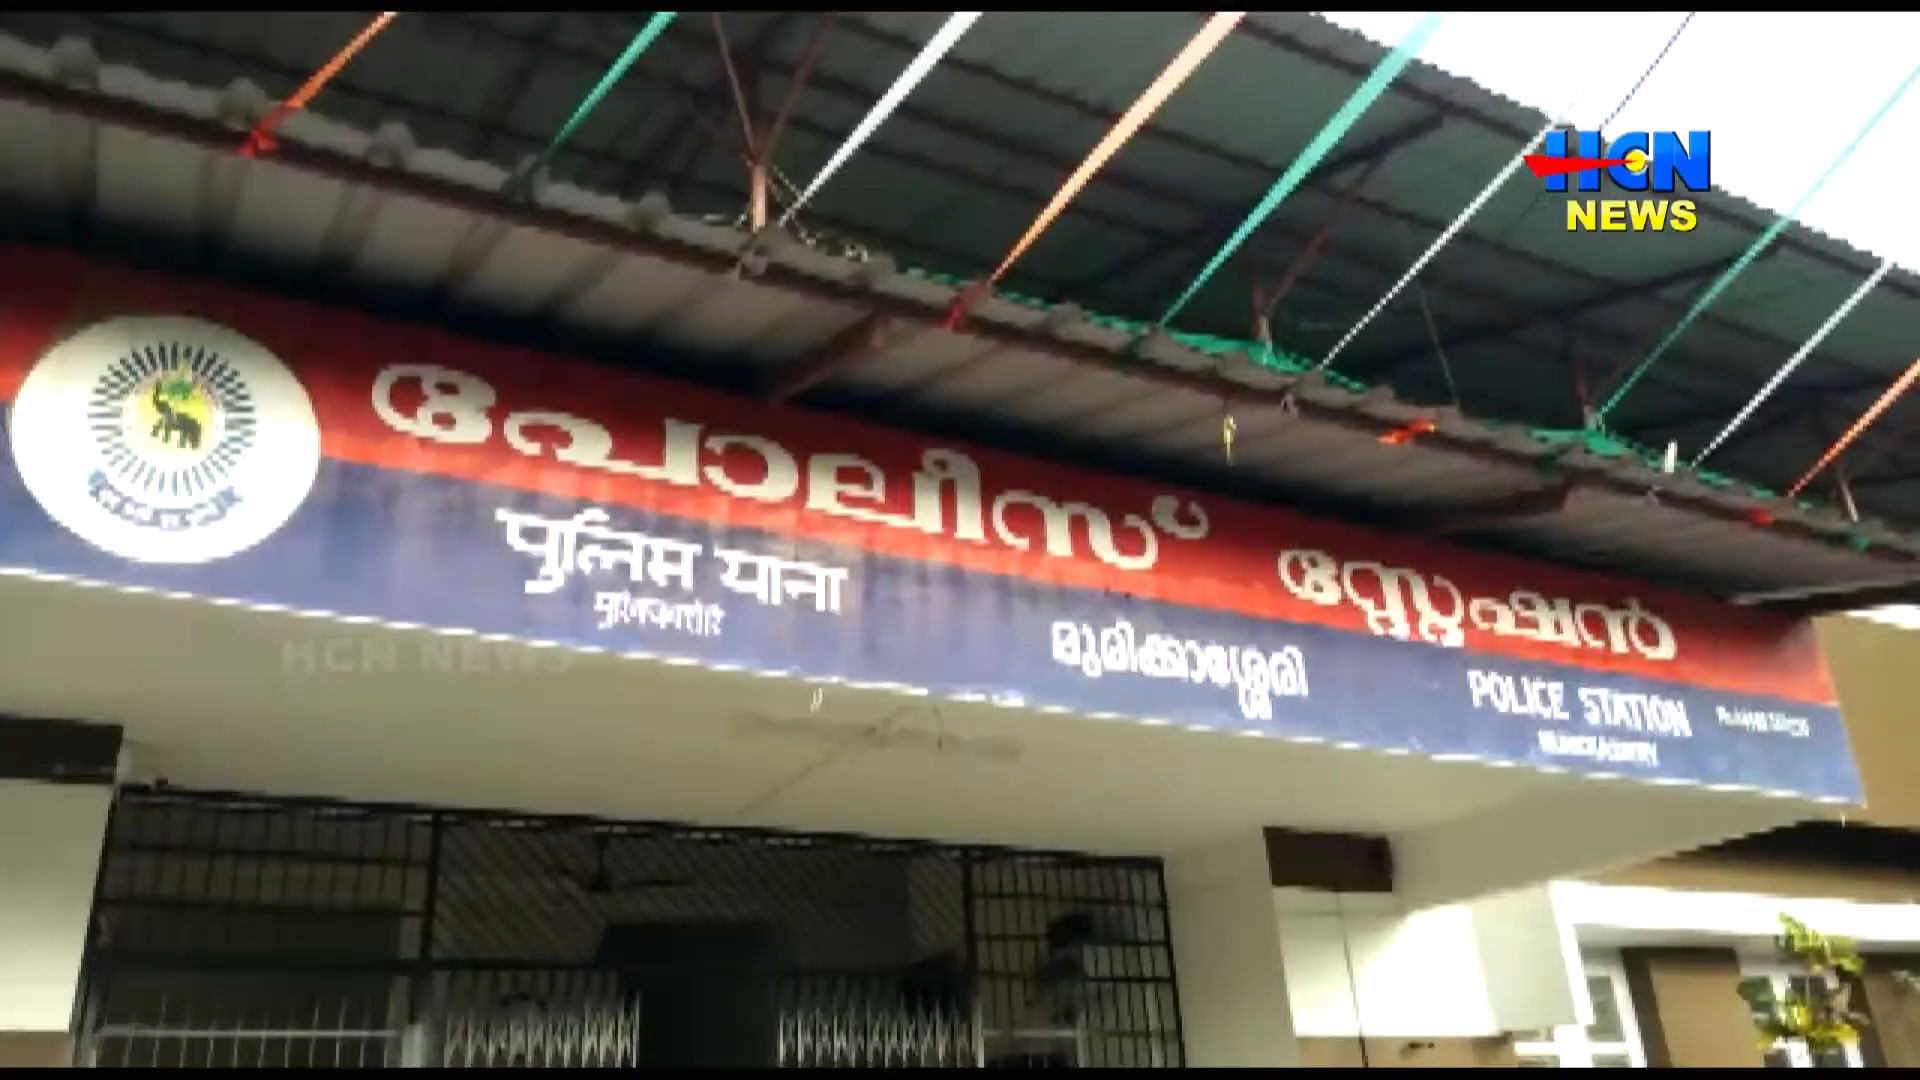 HCN
NEWS
പോലീസ് സ്റ്റേഷൻ
पुलिस थाना
മുരിക്കാശ്ശേരി
POLICE STATION
HCN NEWS